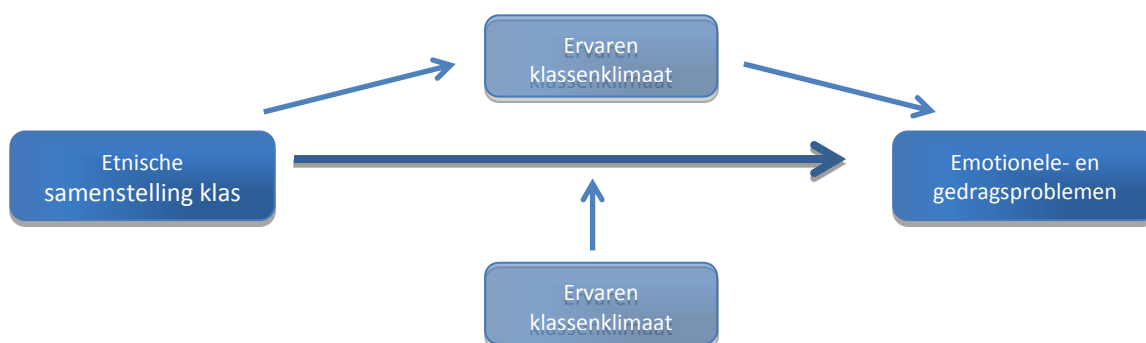 Ervaren
klassenklimaat
Etnische
samenstelling klas
Emotionele- en
gedragsproblemen
Ervaren
klassenklimaat